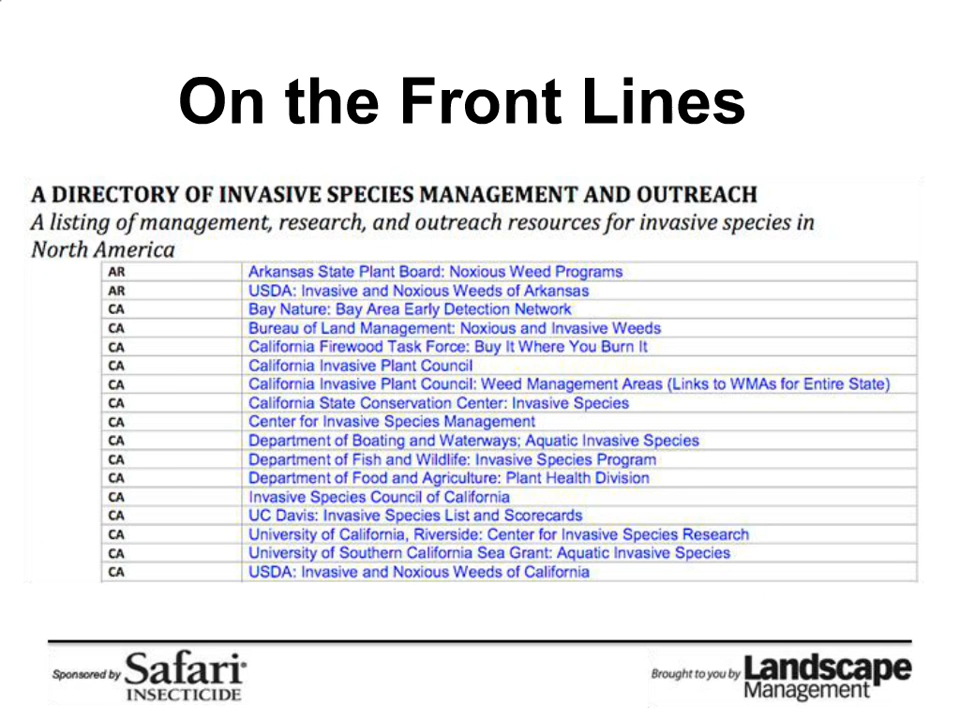 On the Front Lines
A DIRECTORY OF INVASIVE SPECIES MANAGEMENT AND OUTREACH
A listing of management, research, and outreach resources for invasive species in
North America
AR Arkansas State Plant Board: Noxious Weed Programs
AR USDA: Invasive and Noxious Weeds of Arkansas
CA Bay Nature: Bay Area Early Detection Network
CA Bureau of Land Management: Noxious and Invasive Weeds
CA California Firewood Task Force: Buy It Where You Burn It
CA California Invasive Plant Council
CA California Invasive Plant Council: Weed Management Areas (Links to WMAs for Entire State)
CA California State Conservation Center: Invasive Species
CA Center for Invasive Species Management
CA Department of Boating and Waterways; Aquatic Invasive Species
CA Department of Fish and Wildlife: Invasive Species Program
CA Department of Food and Agriculture: Plant Health Division
CA Invasive Species Council of California
CA UC Davis: Invasive Species List and Scorecards
CA University of California, Riverside: Center for Invasive Species Research
CA University of Southern California Sea Grant: Aquatic Invasive Species
CA USDA: Invasive and Noxious Weeds of California
Sponsored by Safari®
INSECTICIDE
Brought to you by Landscape
Management